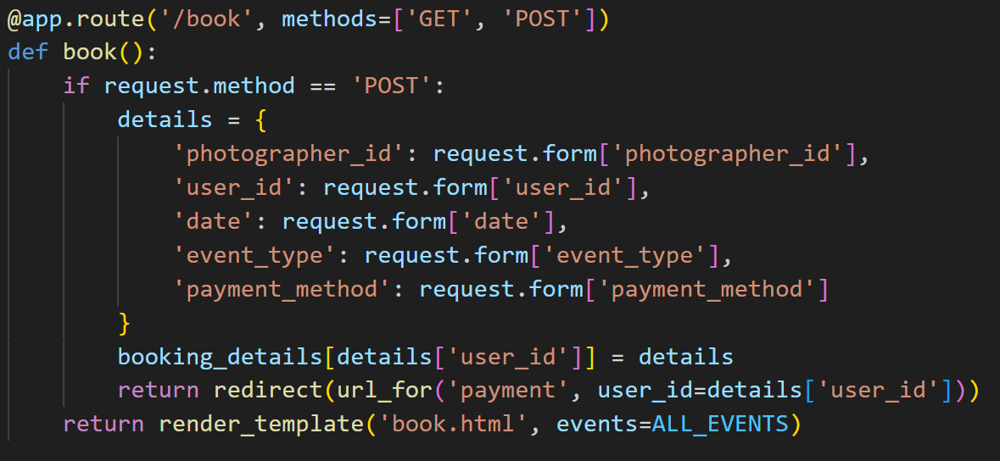 @app.route('/book', methods=['GET', 'POST'])
def book():
    if request.method == 'POST':
        details = {
            'photographer_id': request.form['photographer_id'],
            'user_id': request.form['user_id'],
            'date': request.form['date'],
            'event_type': request.form['event_type'],
            'payment_method': request.form['payment_method']
        }
        booking_details[details['user_id']] = details
        return redirect(url_for('payment', user_id=details['user_id']))
    return render_template('book.html', events=ALL_EVENTS)